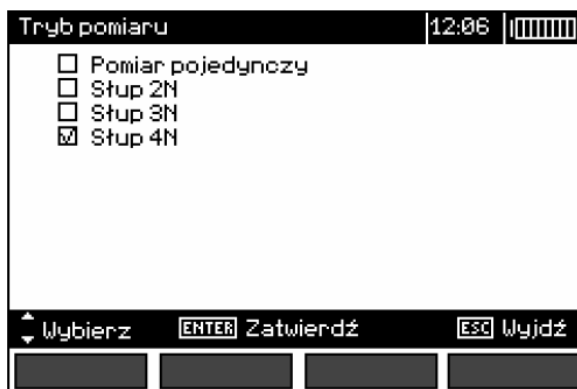 Tryb pomiaru 12:06
Pomiar pojedynczy
Słup 2N
Słup 3N
Słup 4N
Wybierz ENTER Zatwierdź ESC Wyjdź